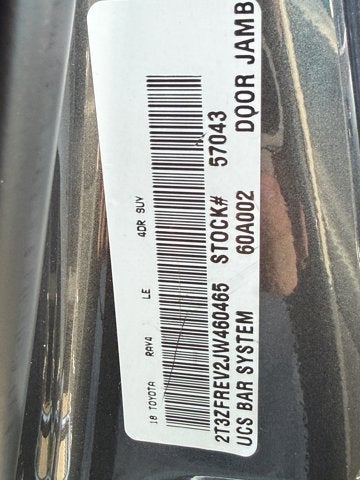 18 TOYOTA RAV4 LE 4DR SUV
2T3ZFREV2JW460465 STOCK# 57043
UCS BAR SYSTEM 60A002 DOOR JAMB